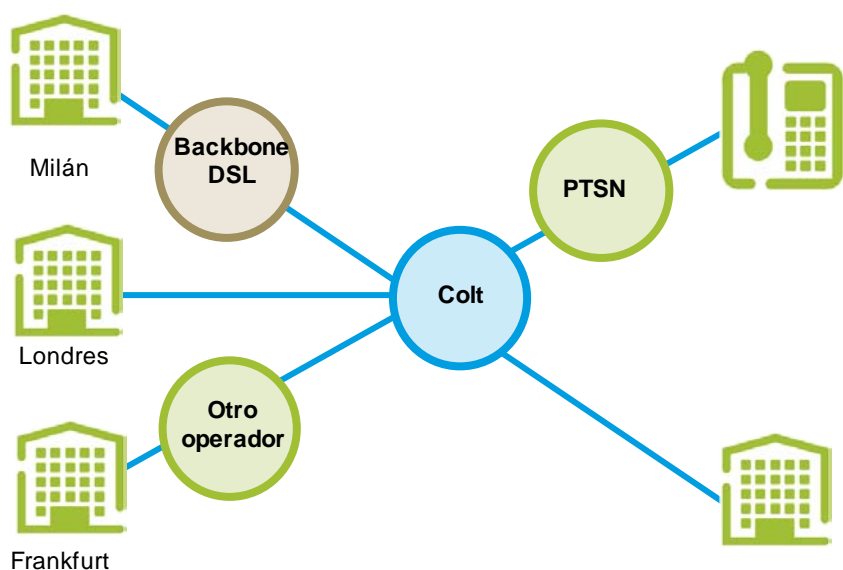 Milán
Backbone
DSL
PTSN
Colt
Londres
Otro
operador
Frankfurt